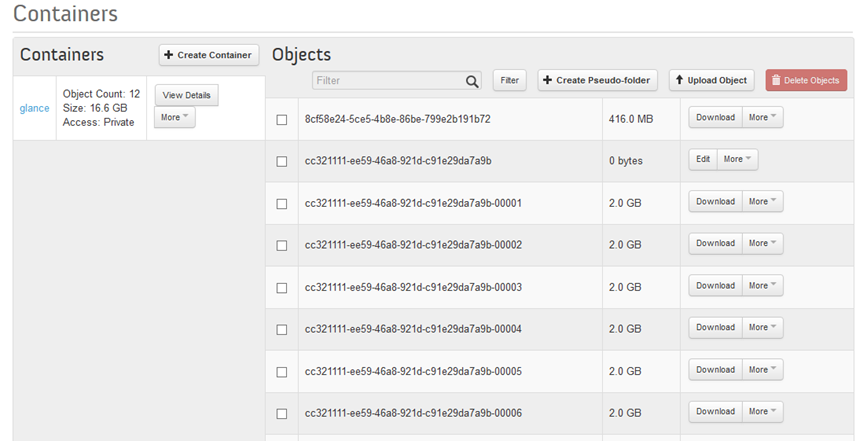 Containers
Containers
Create Container
Objects
Filter
Filter
Create Pseudo-folder
Upload Object
Delete Objects
glance
Object Count: 12
Size: 16.6 GB
Access: Private
View Details
More
8cf58e24-5ce5-4b8e-86be-799e2b191b72 416.0 MB Download More
cc321111-ee59-46a8-921d-c91e29da7a9b 0 bytes Edit More
cc321111-ee59-46a8-921d-c91e29da7a9b-00001 2.0 GB Download More
cc321111-ee59-46a8-921d-c91e29da7a9b-00002 2.0 GB Download More
cc321111-ee59-46a8-921d-c91e29da7a9b-00003 2.0 GB Download More
cc321111-ee59-46a8-921d-c91e29da7a9b-00004 2.0 GB Download More
cc321111-ee59-46a8-921d-c91e29da7a9b-00005 2.0 GB Download More
cc321111-ee59-46a8-921d-c91e29da7a9b-00006 2.0 GB Download More